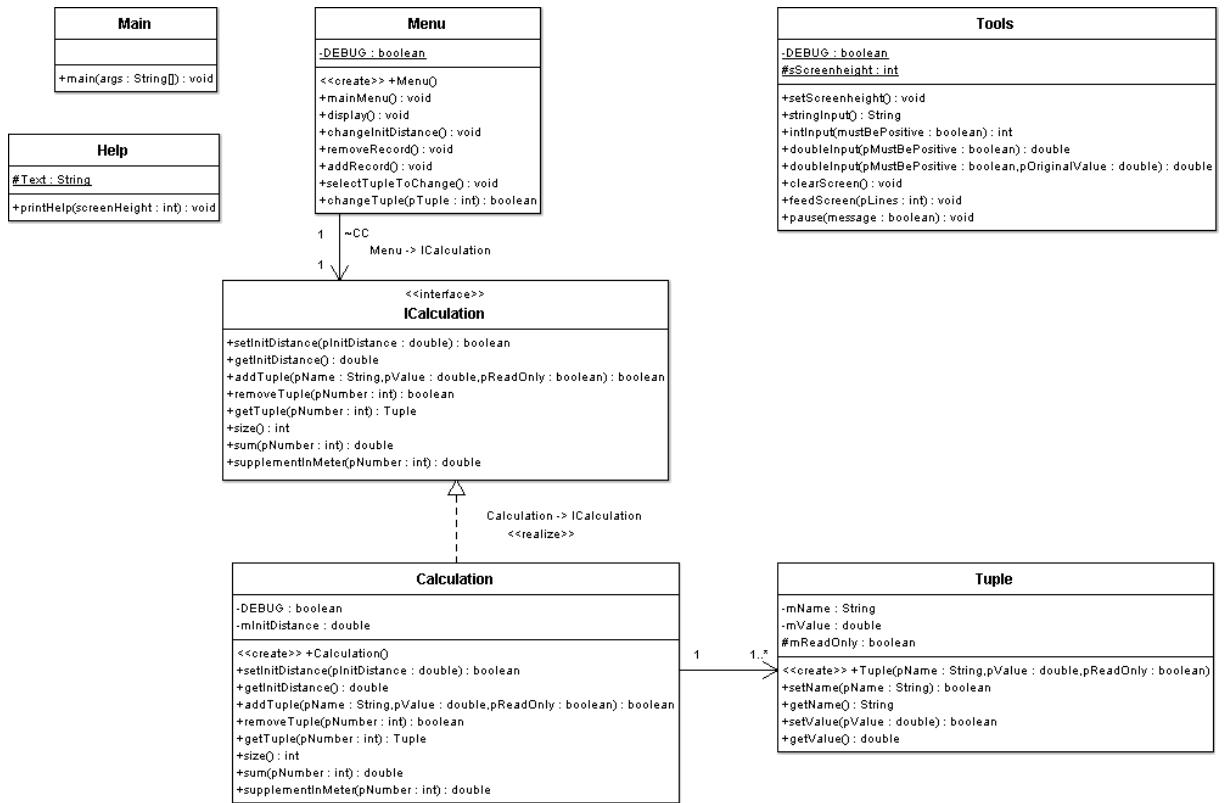 Main
+main(args : String[]) : void
Help
#Text : String
+printHelp(screenHeight : int) : void
Menu
-DEBUG : boolean
<<create>> +Menu()
+mainMenu() : void
+display() : void
+changeInitDistance() : void
+removeRecord() : void
+addRecord() : void
+selectTupleToChange() : void
+changeTuple(pTuple : int) : boolean
Tools
-DEBUG : boolean
#sScreenheight : int
+setScreenheight() : void
+stringInput() : String
+intInput(mustBePositive : boolean) : int
+doubleInput(pMustBePositive : boolean) : double
+doubleInput(pMustBePositive : boolean,pOriginalValue : double) : double
+clearScreen() : void
+feedScreen(pLines : int) : void
+pause(message : boolean) : void
1 ~CC
Menu -> ICalculation
1
<<interface>>
ICalculation
+setInitDistance(pInitDistance : double) : boolean
+getInitDistance() : double
+addTuple(pName : String,pValue : double,pReadOnly : boolean) : boolean
+removeTuple(pNumber : int) : boolean
+getTuple(pNumber : int) : Tuple
+size() : int
+sum(pNumber : int) : double
+supplementInMeter(pNumber : int) : double
Calculation -> ICalculation
<<realize>>
Calculation
-DEBUG : boolean
-mInitDistance : double
<<create>> +Calculation()
+setInitDistance(pInitDistance : double) : boolean
+getInitDistance() : double
+addTuple(pName : String,pValue : double,pReadOnly : boolean) : boolean
+removeTuple(pNumber : int) : boolean
+getTuple(pNumber : int) : Tuple
+size() : int
+sum(pNumber : int) : double
+supplementInMeter(pNumber : int) : double
1 1..*
Tuple
-mName : String
-mValue : double
#mReadOnly : boolean
<<create>> +Tuple(pName : String,pValue : double,pReadOnly : boolean)
+setName(pName : String) : boolean
+getName() : String
+setValue(pValue : double) : boolean
+getValue() : double